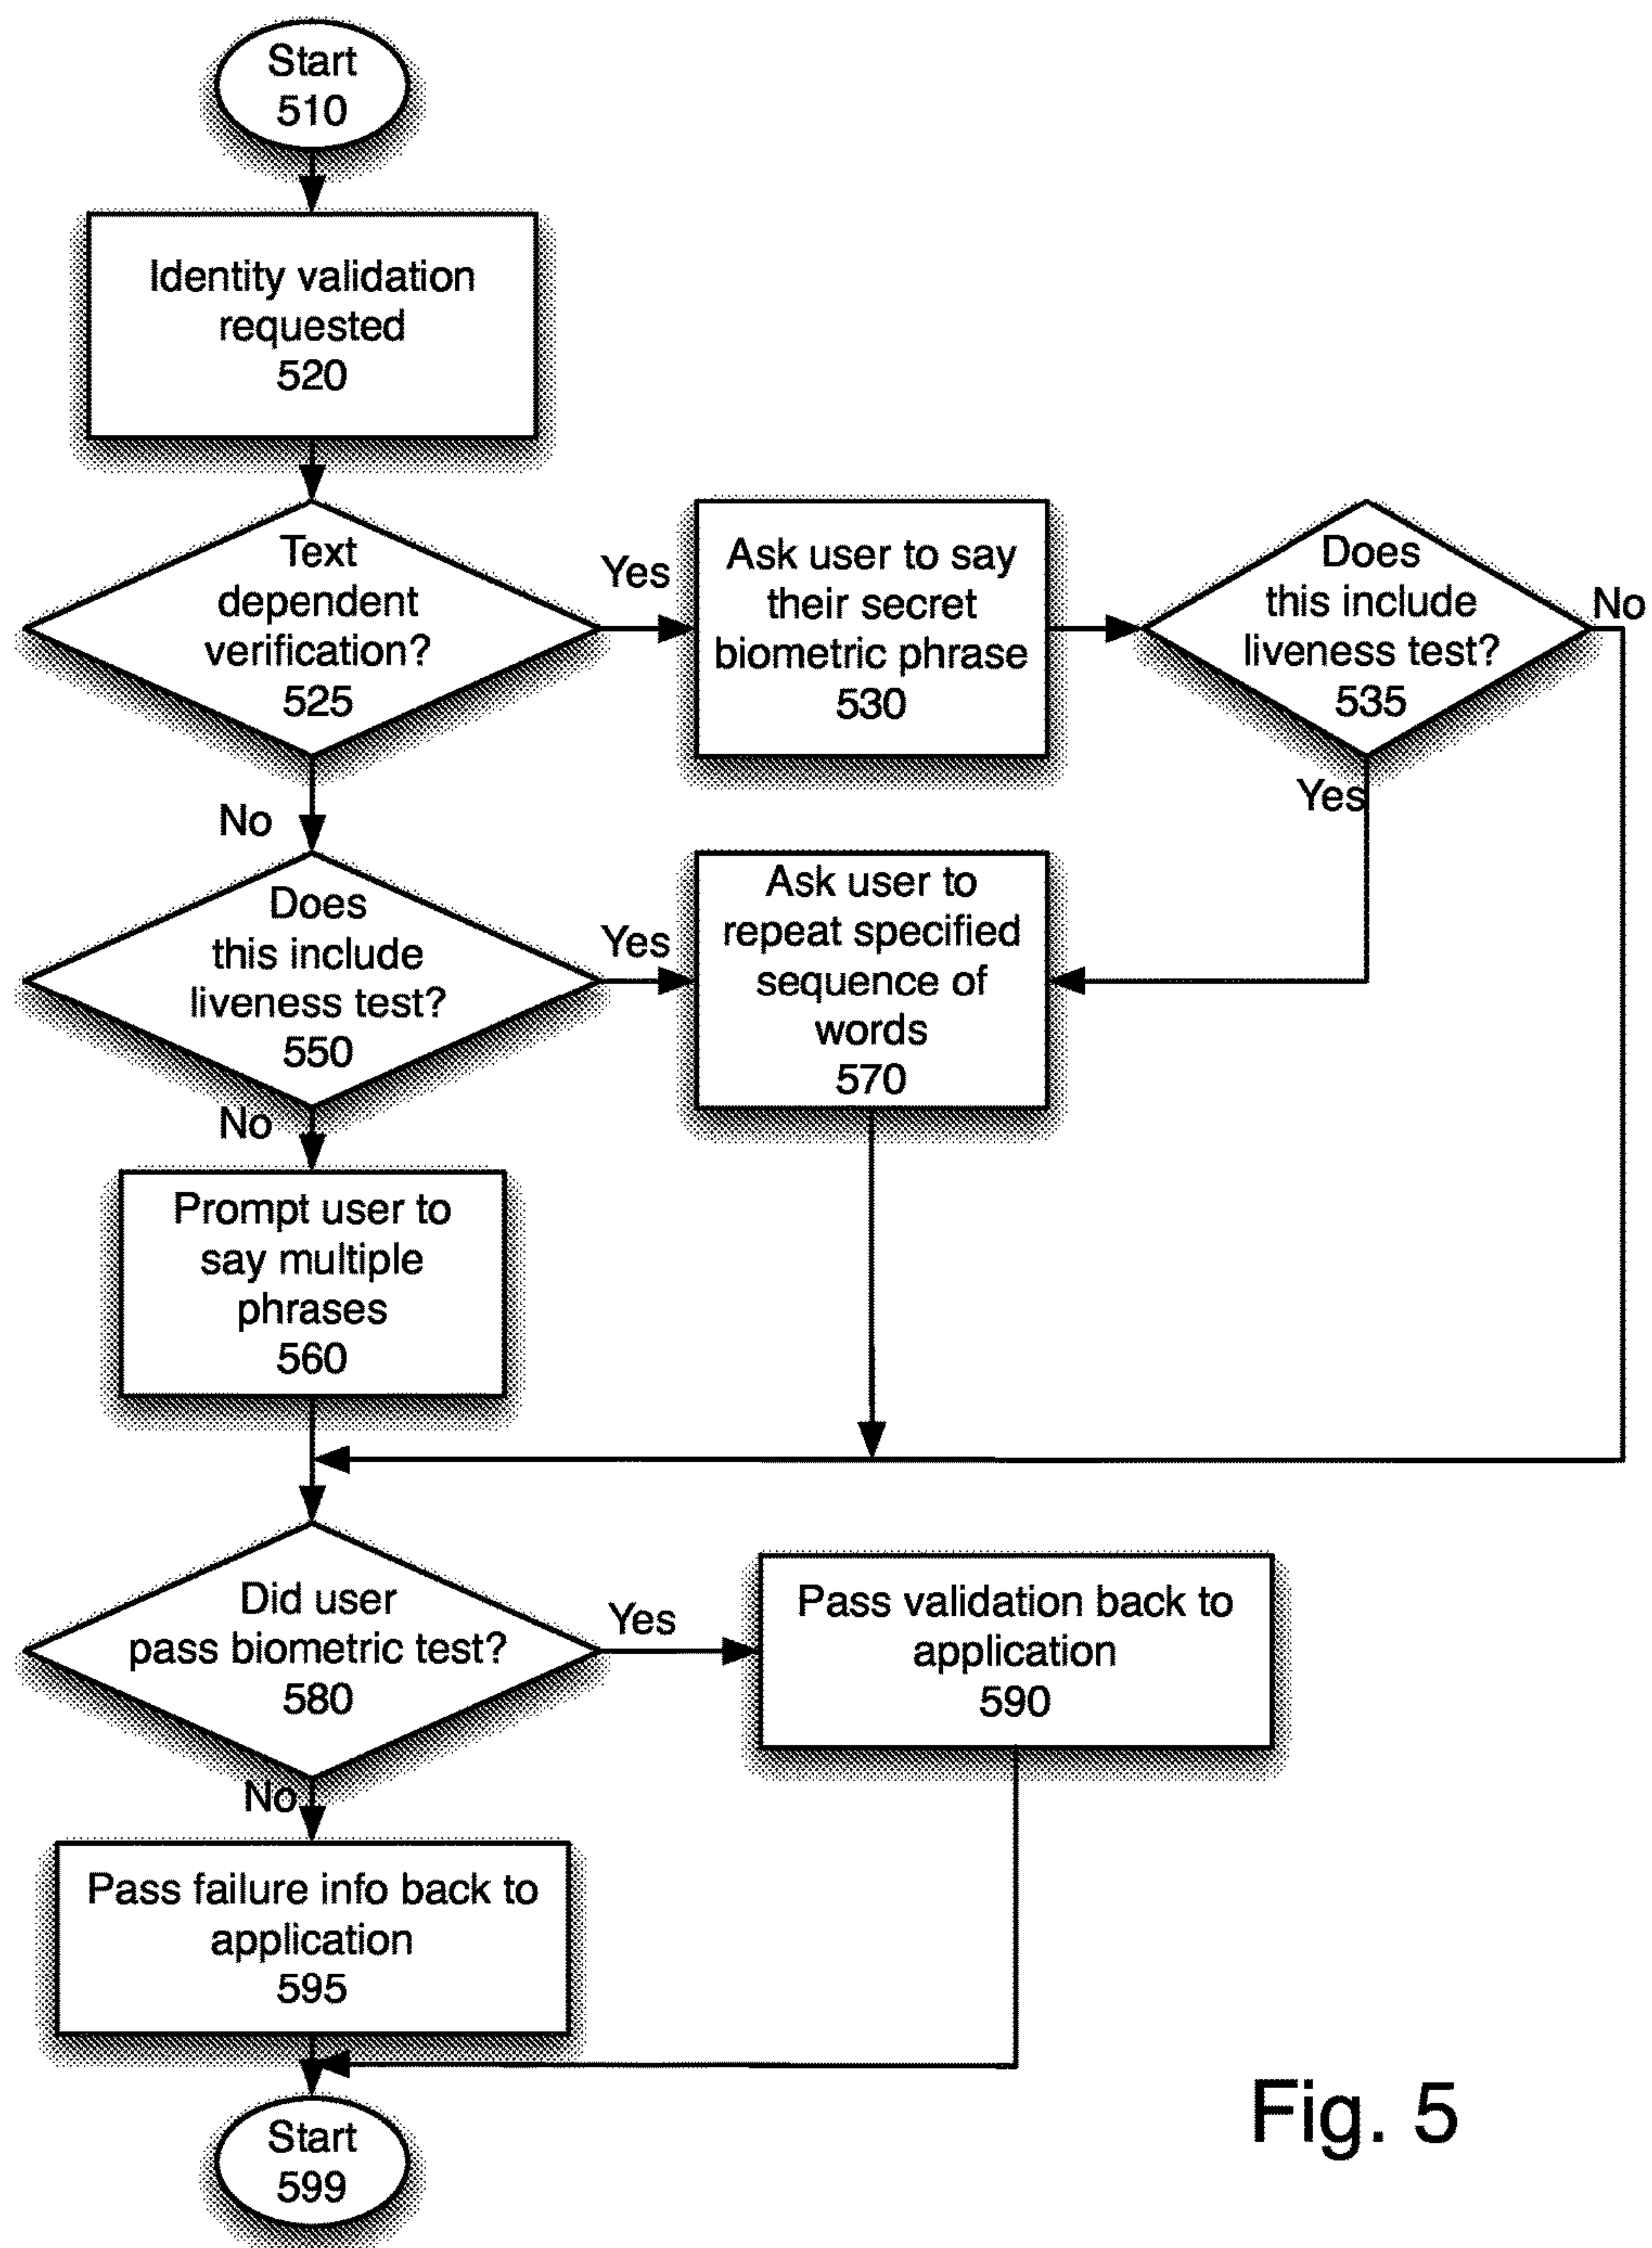 Start
510
Identity validation
requested
520
Text
dependent
verification?
525
Yes
Ask user to say
their secret
biometric phrase
530
Does
this include
liveness test?
535
No
Yes
No
Does
this include
liveness test?
550
Yes
Ask user to
repeat specified
sequence of
words
570
No
Prompt user to
say multiple
phrases
560
Did user
pass biometric test?
580
Yes
Pass validation back to
application
590
No
Pass failure info back to
application
595
Start
599
Fig. 5